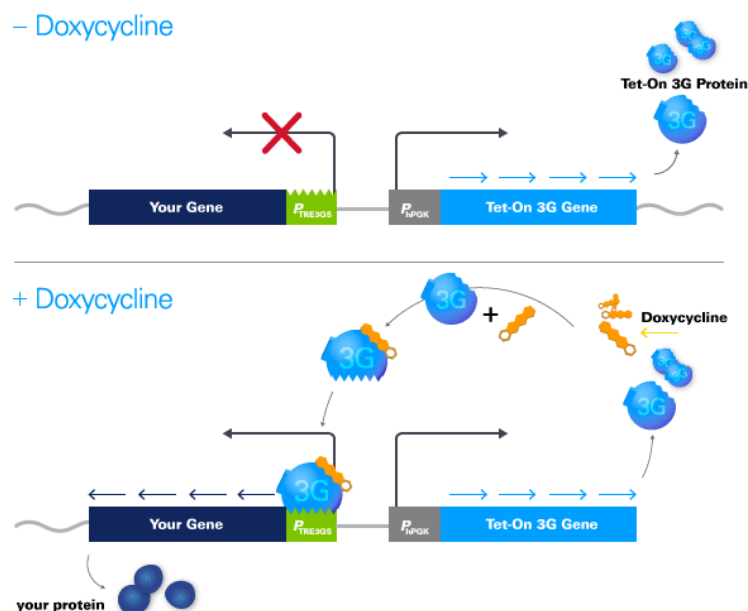 − Doxycycline
3G
3G
3G
Tet-On 3G Protein
3G
Your Gene
PTRE3GS
PhPGK
Tet-On 3G Gene
+ Doxycycline
3G
+
Doxycycline
3G
3G
3G
Your Gene
PTRE3GS
PhPGK
Tet-On 3G Gene
your protein